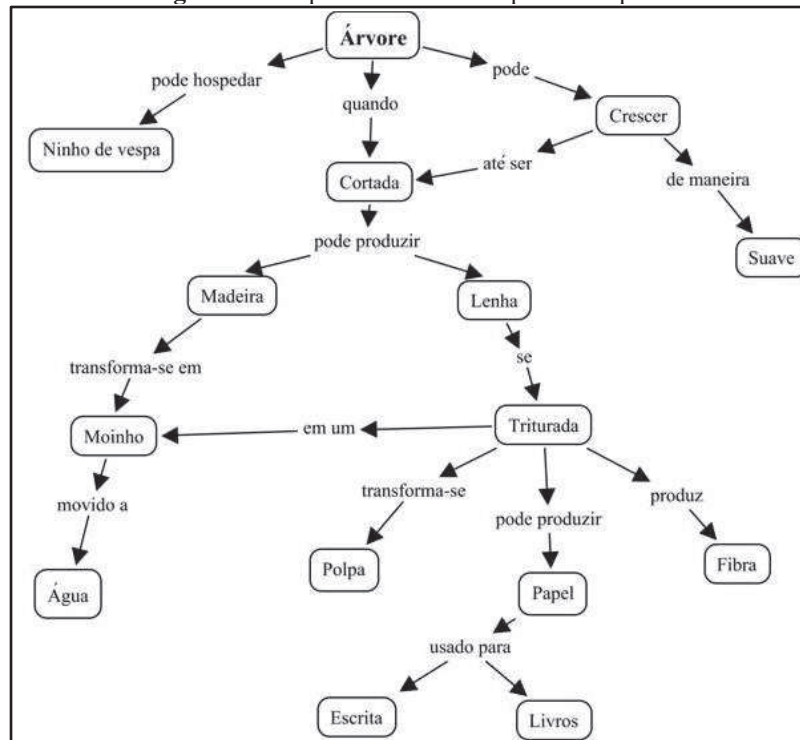 Árvore
pode hospedar
pode
quando
Crescer
Ninho de vespa
até ser
Cortada
de maneira
pode produzir
Suave
Madeira
Lenha
transforma-se em
se
Moinho
em um
Triturada
transforma-se
produz
movido a
pode produzir
Polpa
Fibra
Água
Papel
usado para
Escrita
Livros